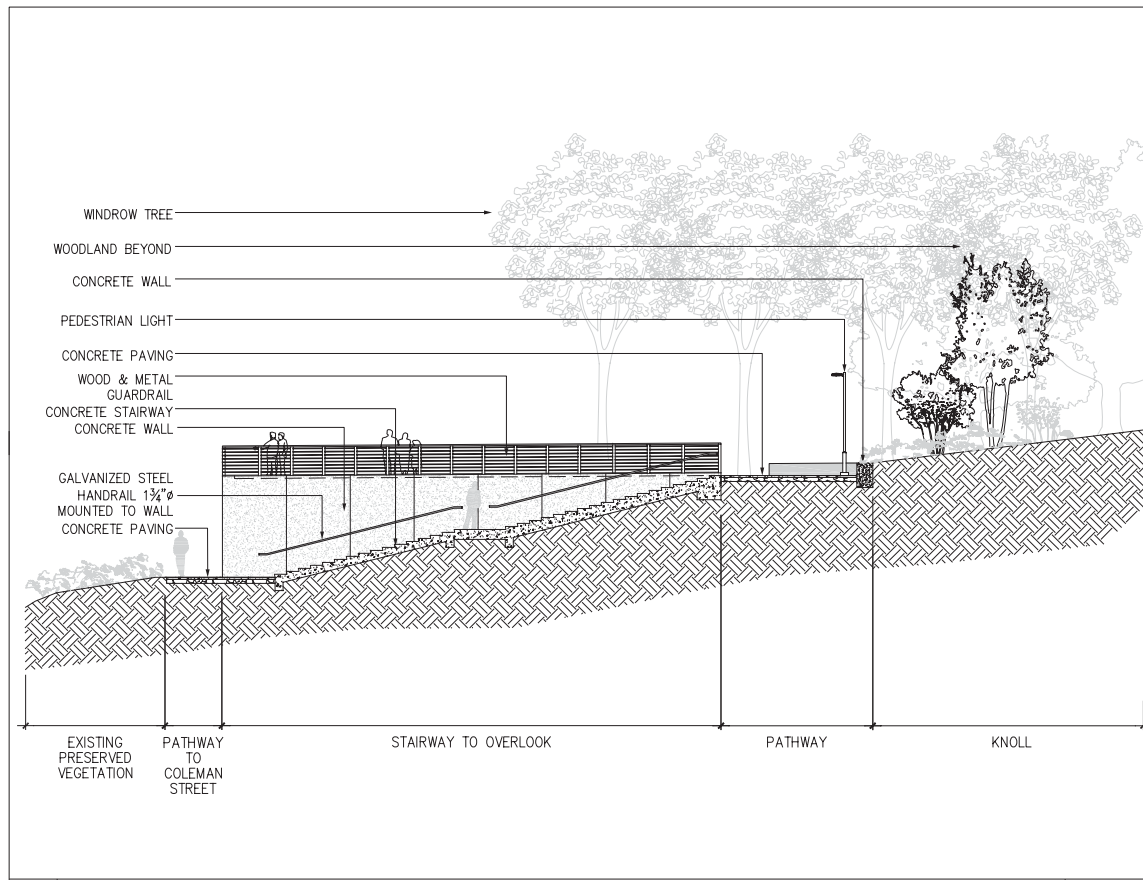 WINDROW TREE
WOODLAND BEYOND
CONCRETE WALL
PEDESTRIAN LIGHT
CONCRETE PAVING
WOOD & METAL
GUARDRAIL
CONCRETE STAIRWAY
CONCRETE WALL
GALVANIZED STEEL
HANDRAIL 1¾"ø
MOUNTED TO WALL
CONCRETE PAVING
EXISTING
PRESERVED
VEGETATION
PATHWAY
TO
COLEMAN
STREET
STAIRWAY TO OVERLOOK
PATHWAY
KNOLL